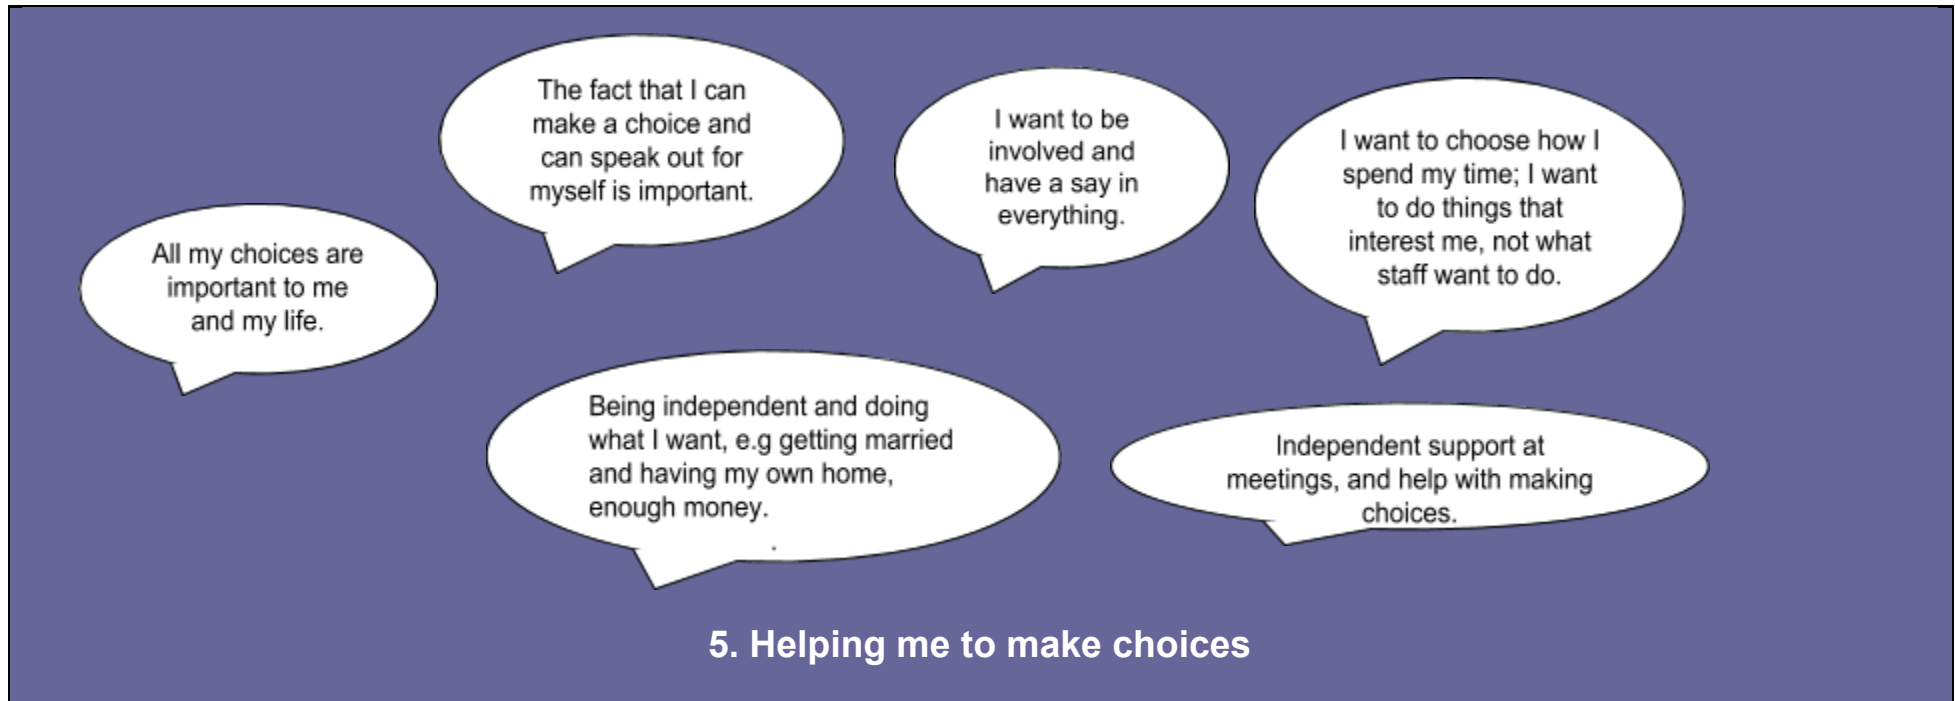 The fact that I can
make a choice and
can speak out for
myself is important.
I want to be
involved and
have a say in
everything.
I want to choose how I
spend my time; I want
to do things that
interest me, not what
staff want to do.
All my choices are
important to me
and my life.
Being independent and doing
what I want, e.g getting married
and having my own home,
enough money.
.
Independent support at
meetings, and help with making
choices.
5. Helping me to make choices